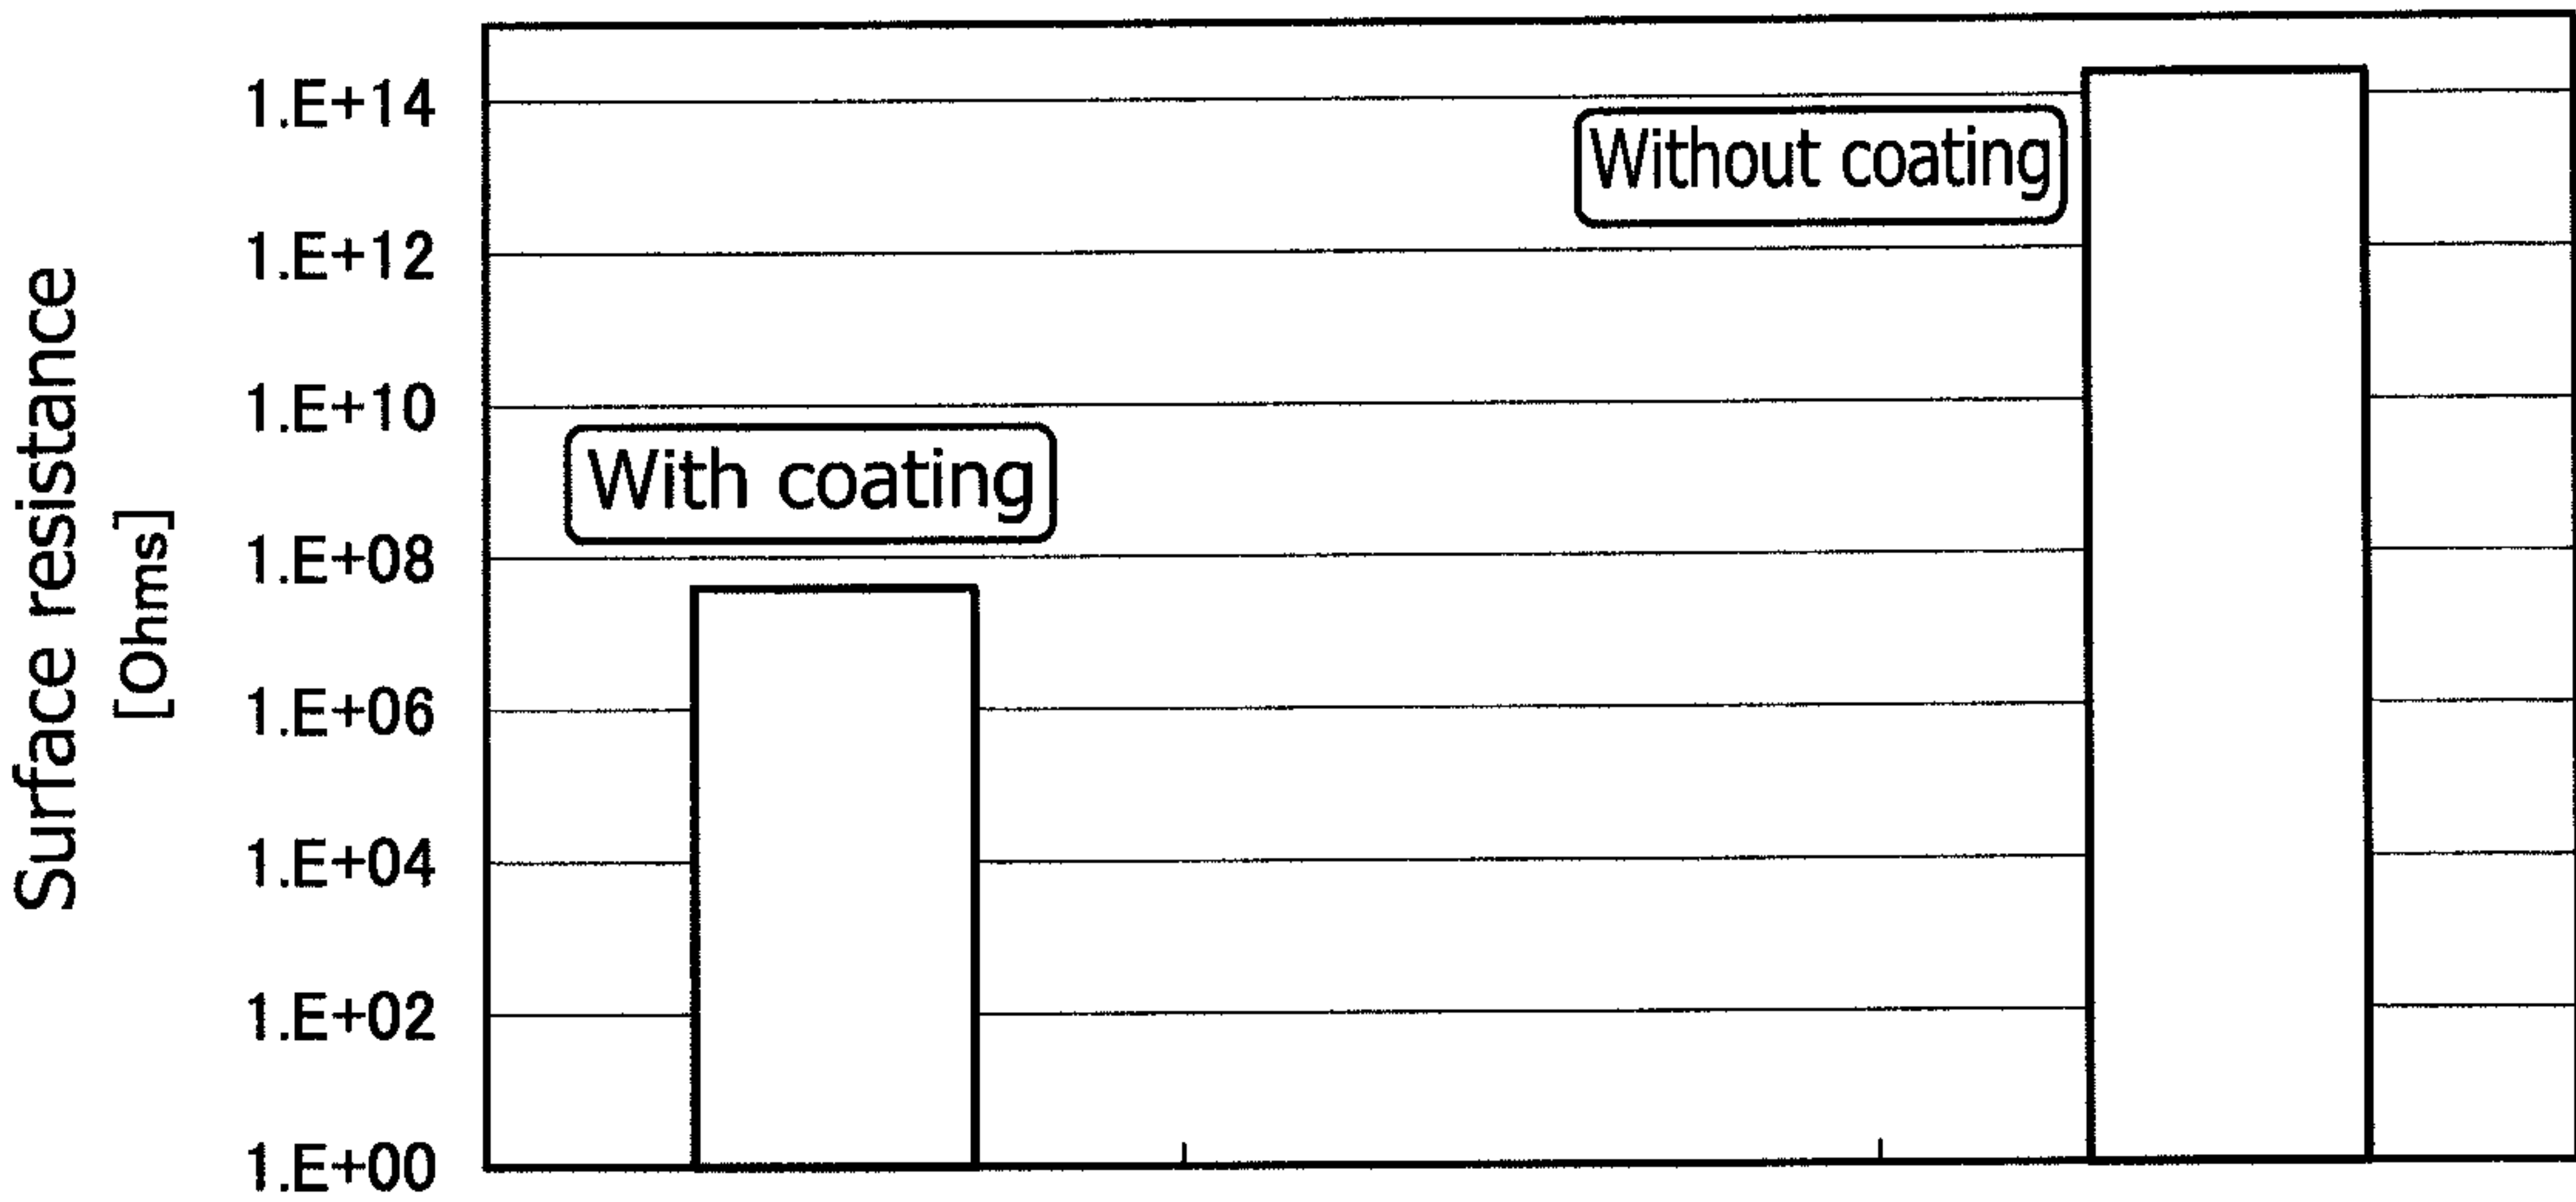 Surface resistance
[Ohms]
1.E+14
1.E+12
1.E+10
1.E+08
1.E+06
1.E+04
1.E+02
1.E+00
With coating
Without coating